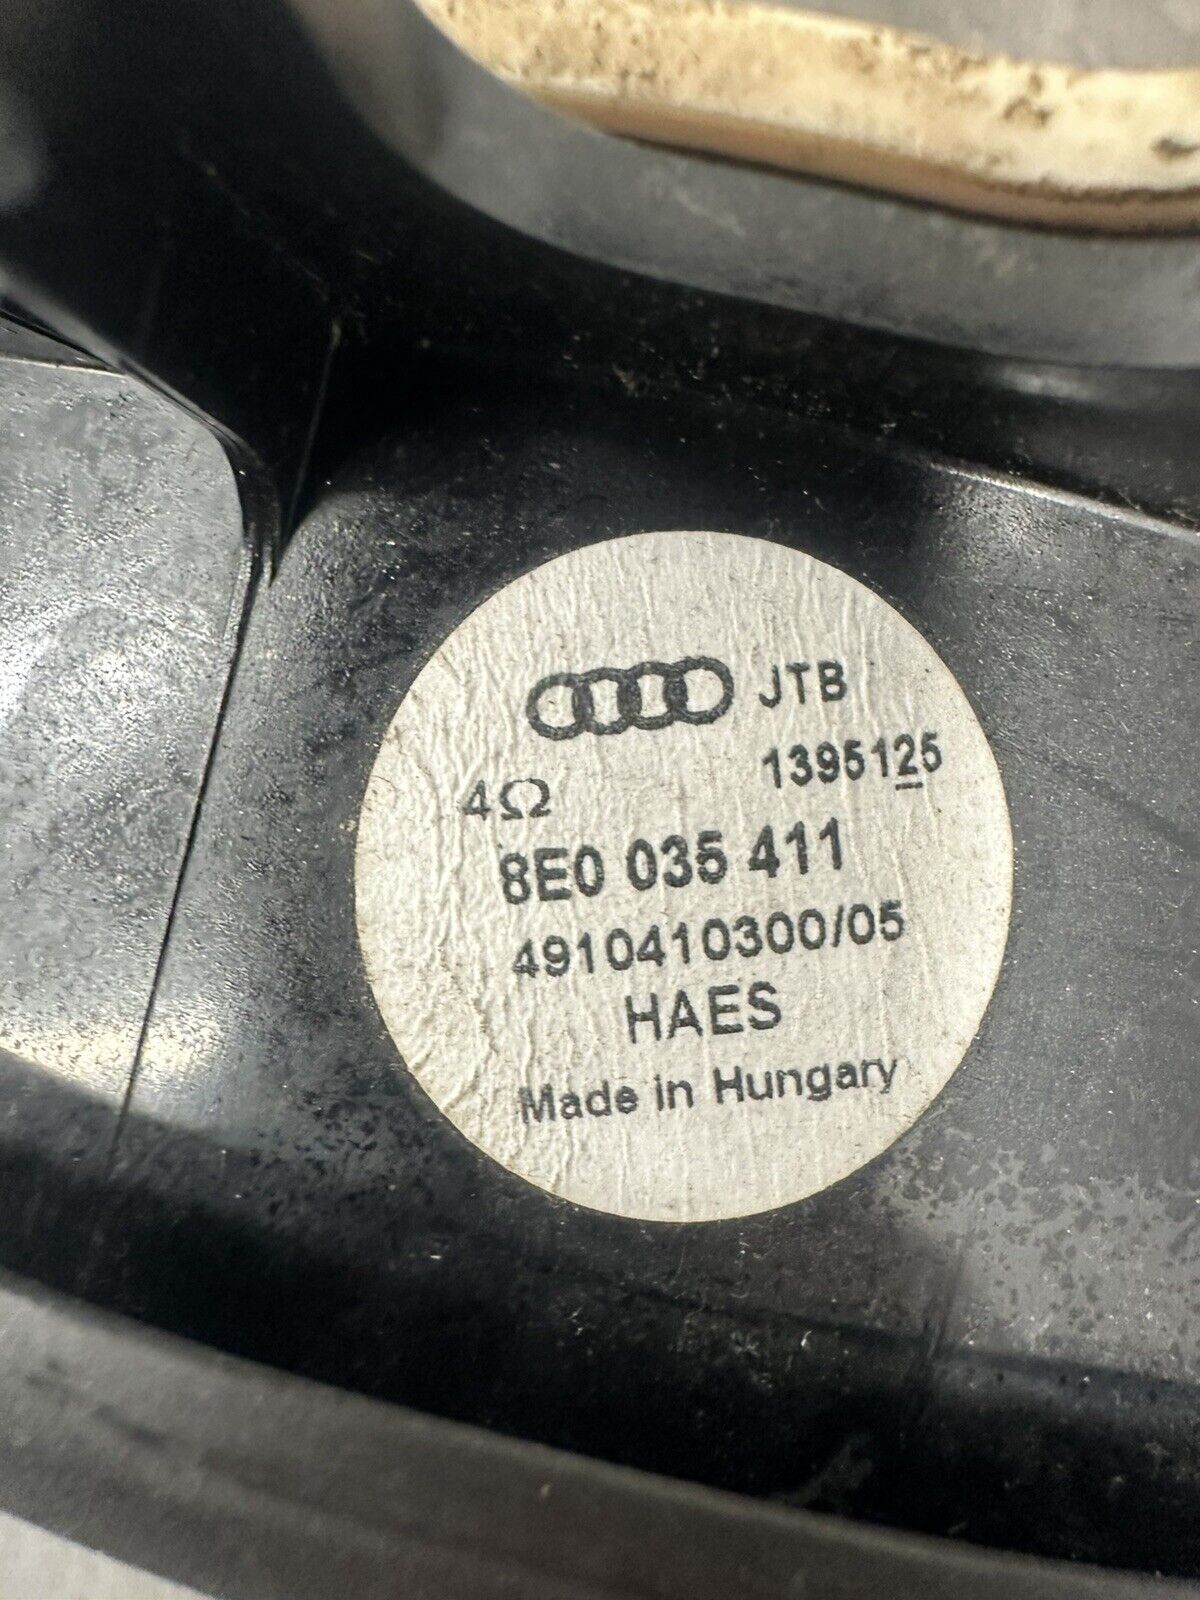 JTB
4Ω 1395125
8E0 035 411
4910410300/05
HAES
Made in Hungary